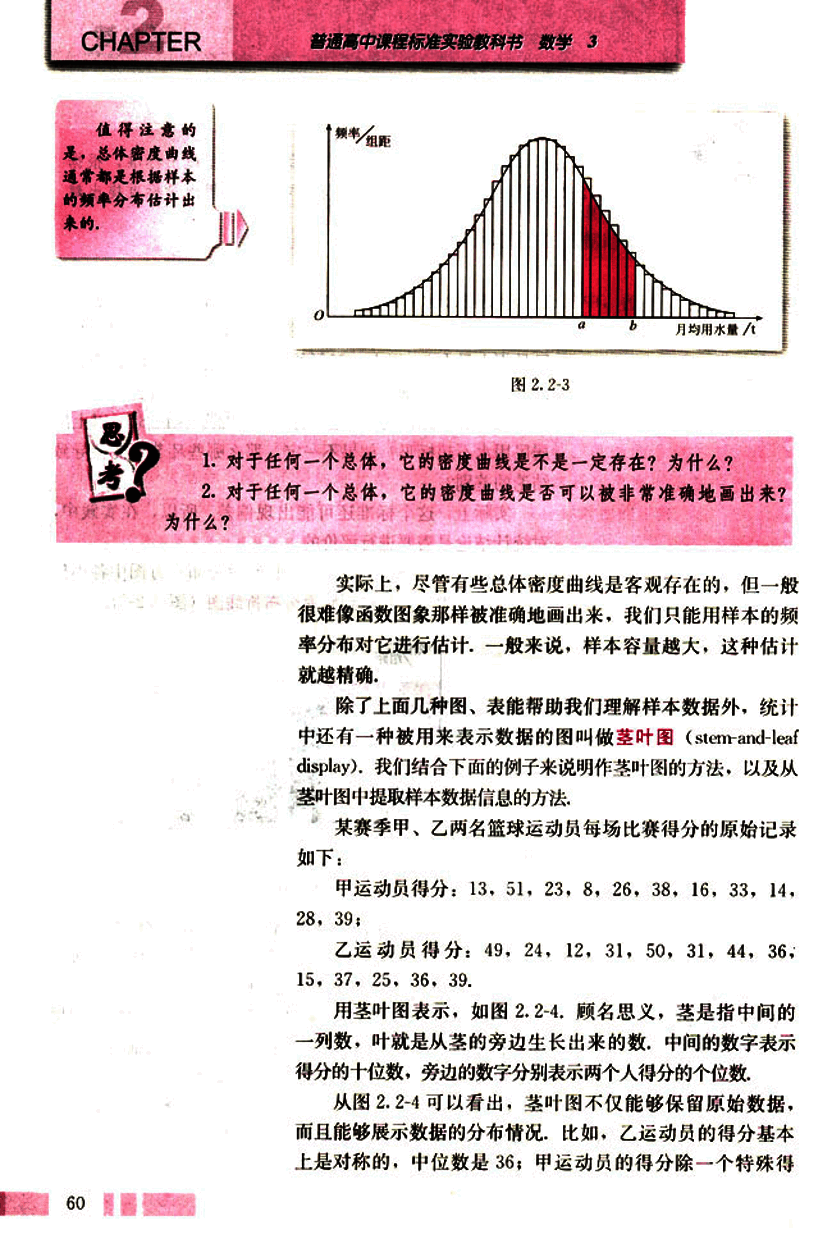 CHAPTER
普通高中课程标准实验教科书 数学 3
值得注意的
是，总体密度曲线
通常都是根据样本
的频率分布估计出
来的.
频率/组距
O
a
b
月均用水量/t
图 2.2-3
思考?
1. 对于任何一个总体，它的密度曲线是不是一定存在？为什么？
2. 对于任何一个总体，它的密度曲线是否可以被非常准确地画出来？
为什么？
实际上，尽管有些总体密度曲线是客观存在的，但一般
很难像函数图象那样被准确地画出来，我们只能用样本的频
率分布对它进行估计. 一般来说，样本容量越大，这种估计
就越精确.
除了上面几种图、表能帮助我们理解样本数据外，统计
中还有一种被用来表示数据的图叫做茎叶图（stem-and-leaf
display）. 我们结合下面的例子来说明作茎叶图的方法，以及从
茎叶图中提取样本数据信息的方法.
某赛季甲、乙两名篮球运动员每场比赛得分的原始记录
如下：
甲运动员得分：13，51，23，8，26，38，16，33，14，
28，39；
乙运动员得分：49，24，12，31，50，31，44，36，
15，37，25，36，39.
用茎叶图表示，如图 2.2-4. 顾名思义，茎是指中间的
一列数，叶就是从茎的旁边生长出来的数. 中间的数字表示
得分的十位数，旁边的数字分别表示两个人得分的个位数.
从图 2.2-4 可以看出，茎叶图不仅能够保留原始数据，
而且能够展示数据的分布情况. 比如，乙运动员的得分基本
上是对称的，中位数是 36；甲运动员的得分除一个特殊得
60